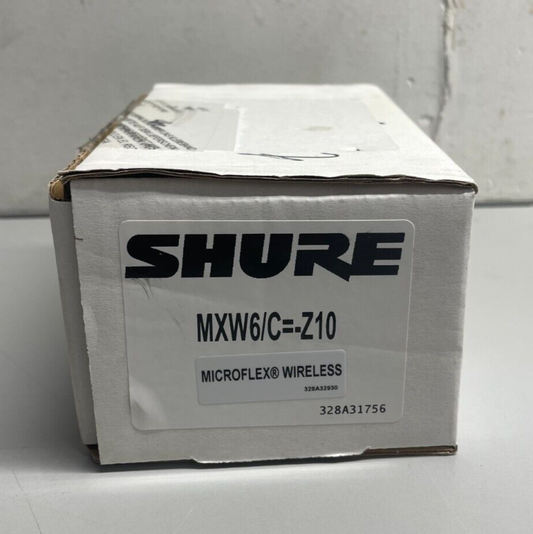 SHURE
MXW6/C=-Z10
MICROFLEX® WIRELESS
328A32930
328A31756